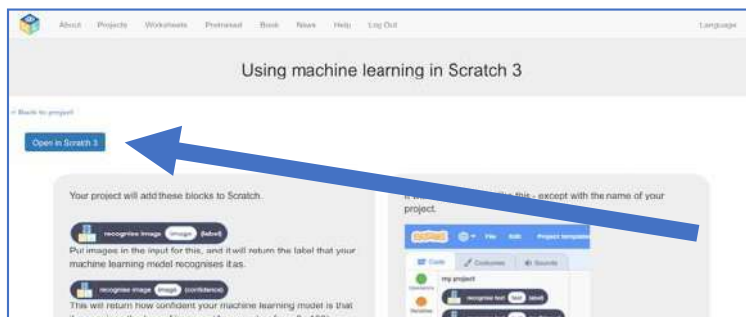 About Projects Worksheets Pretrained Book News Help Log Out Language
Using machine learning in Scratch 3
< Back to project
Open in Scratch 3
Your project will add these blocks to Scratch.
recognise image image (label)
Put images in the input for this, and it will return the label that your
machine learning model recognises it as.
recognise image image (confidence)
This will return how confident your machine learning model is that
this - except with the name of your
project.
SCRATCH File Edit Project templates
Code Costumes Sounds
my project
Operators
recognise text text label
Variables